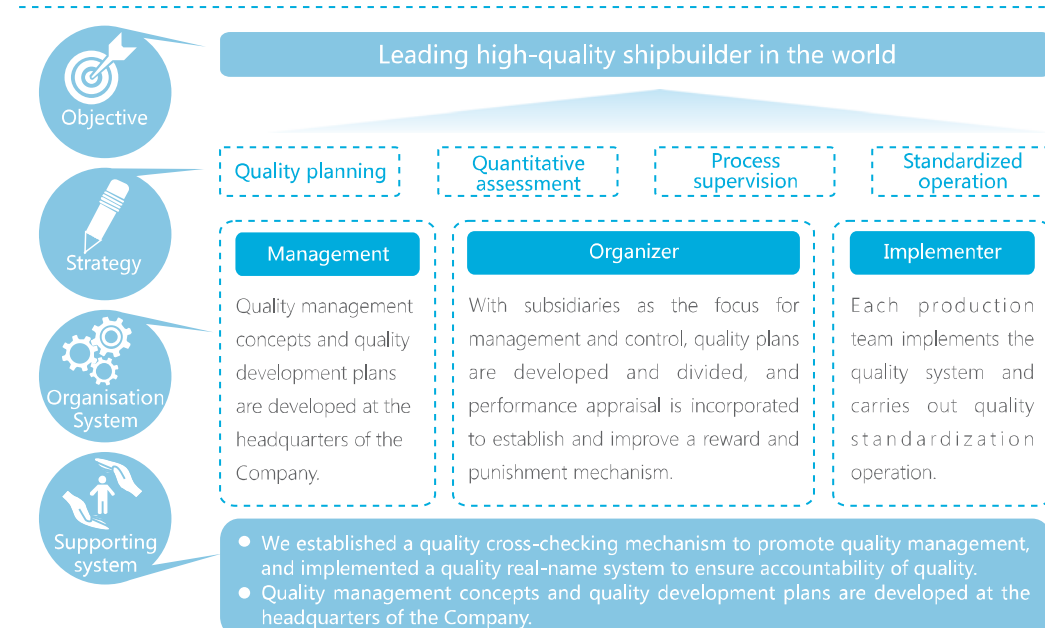 Objective
Leading high-quality shipbuilder in the world
Strategy
Quality planning
Quantitative
assessment
Process
supervision
Standardized
operation
Organisation
System
Management
Quality management
concepts and quality
development plans
are developed at the
headquarters of the
Company.
Organizer
With subsidiaries as the focus for
management and control, quality plans
are developed and divided, and
performance appraisal is incorporated
to establish and improve a reward and
punishment mechanism.
Implementer
Each production
team implements the
quality system and
carries out quality
standardization
operation.
Supporting
system
● We established a quality cross-checking mechanism to promote quality management,
and implemented a quality real-name system to ensure accountability of quality.
● Quality management concepts and quality development plans are developed at the
headquarters of the Company.